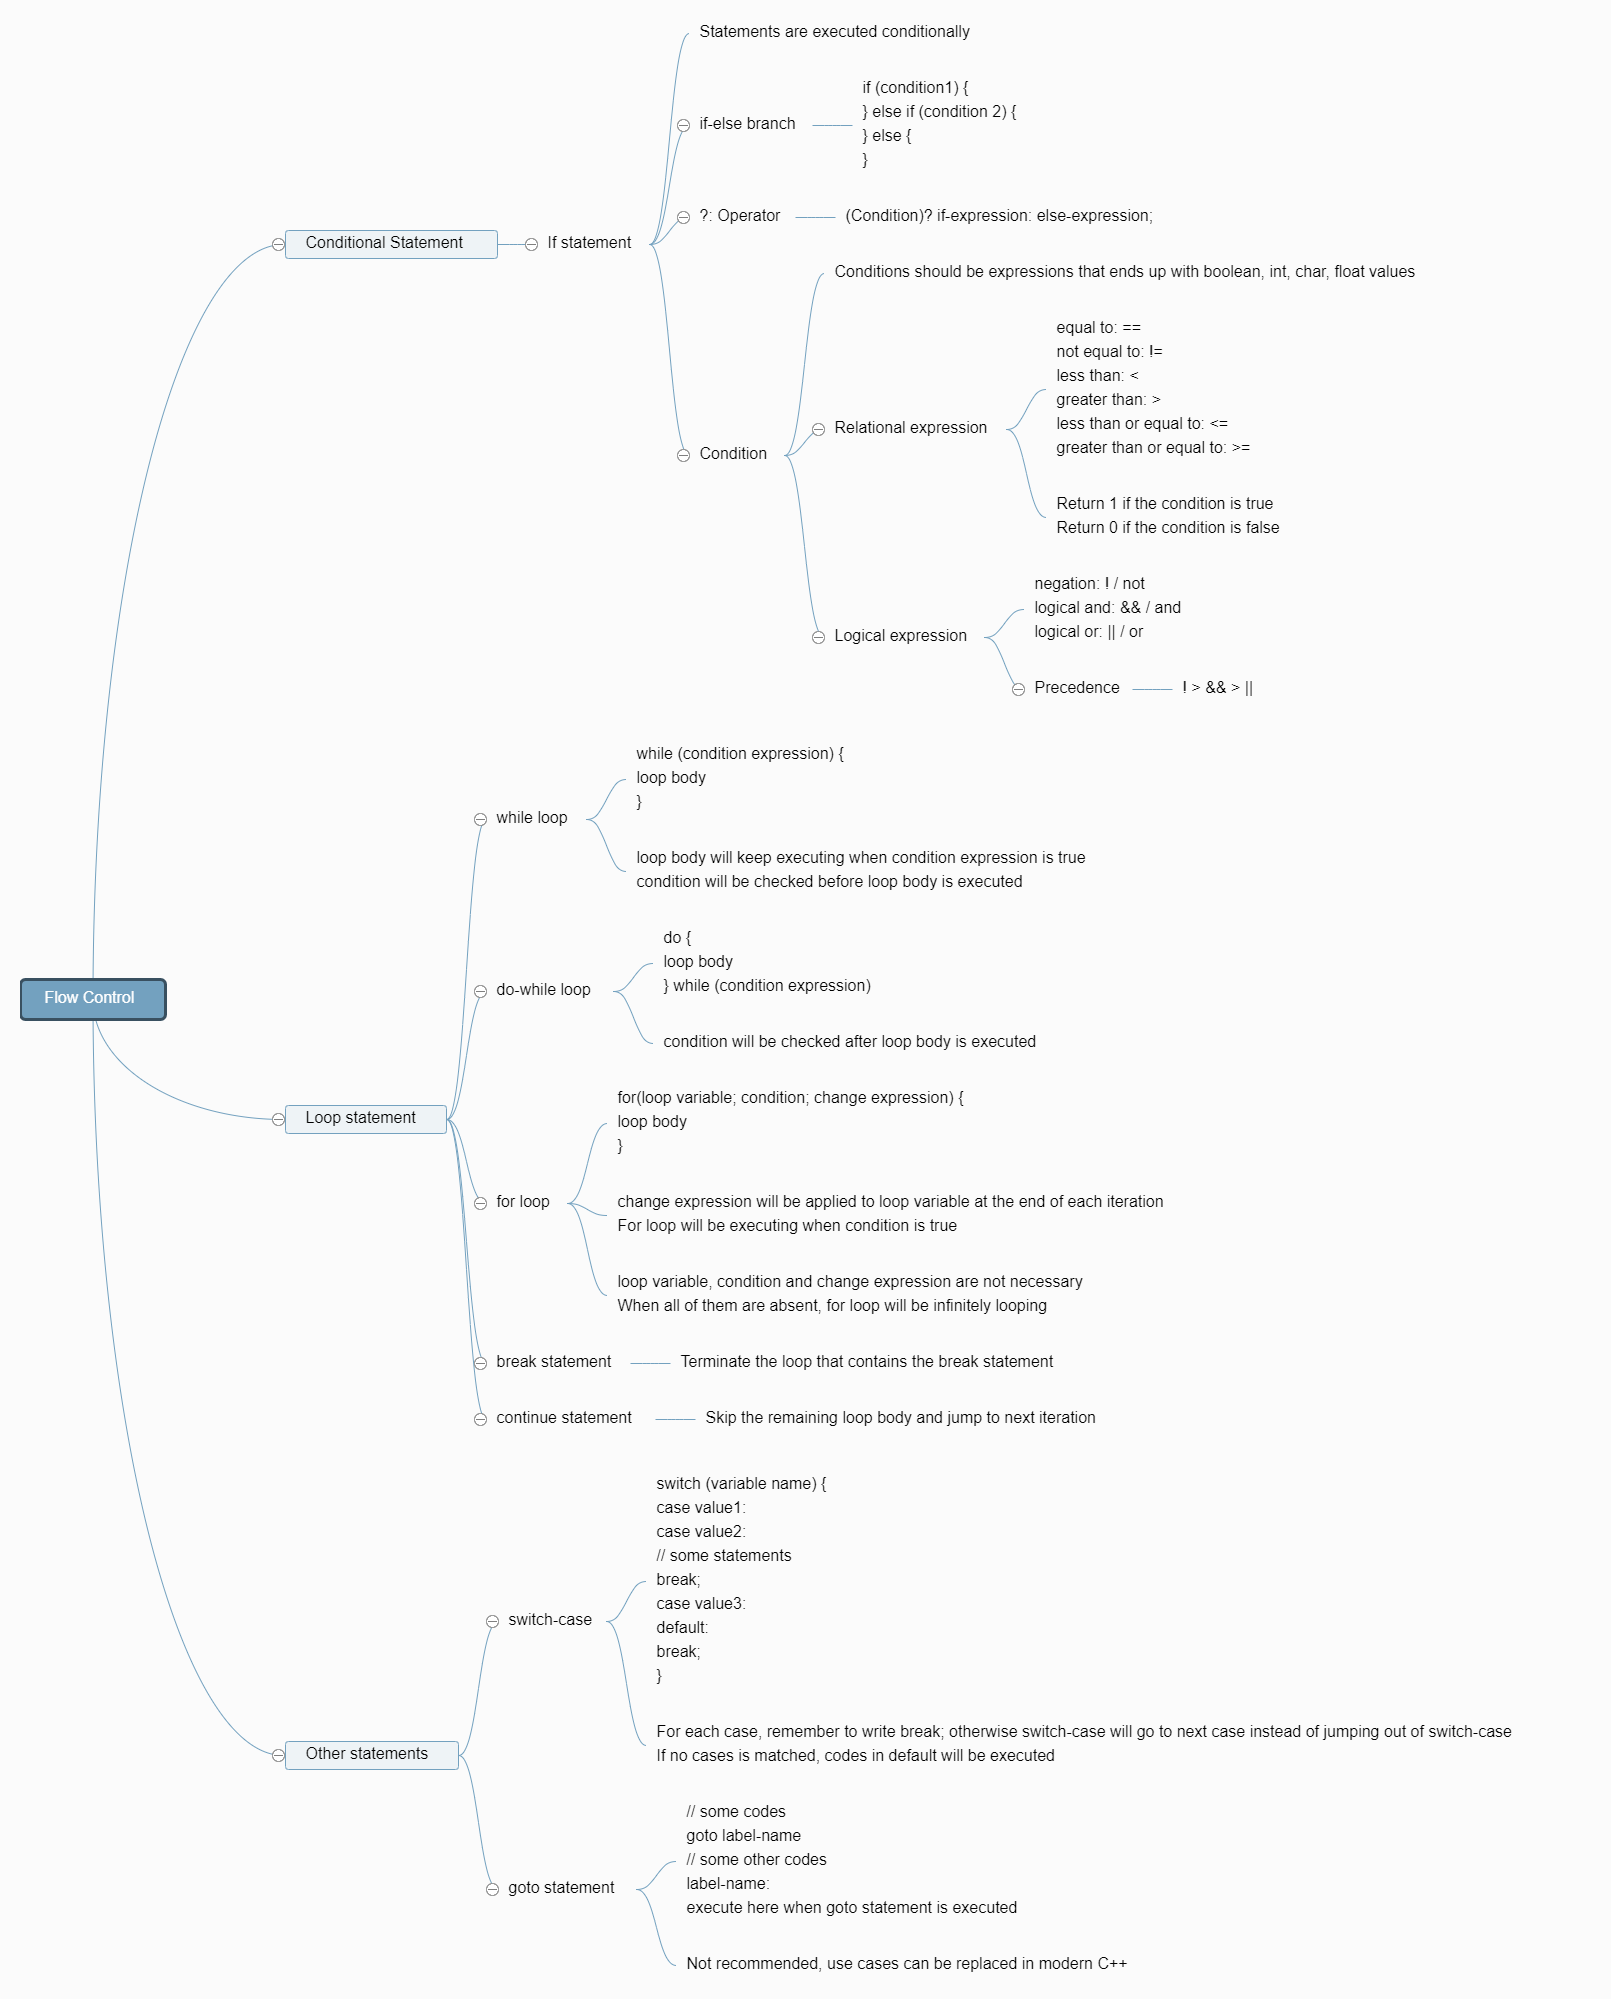 Flow Control
Conditional Statement
If statement
Statements are executed conditionally
if-else branch
if (condition1) {
} else if (condition 2) {
} else {
}
?: Operator
(Condition)? if-expression: else-expression;
Condition
Conditions should be expressions that ends up with boolean, int, char, float values
Relational expression
equal to: ==
not equal to: !=
less than: <
greater than: >
less than or equal to: <=
greater than or equal to: >=
Return 1 if the condition is true
Return 0 if the condition is false
Logical expression
negation: ! / not
logical and: && / and
logical or: || / or
Precedence
! > && > ||
Loop statement
while loop
while (condition expression) {
loop body
}
loop body will keep executing when condition expression is true
condition will be checked before loop body is executed
do-while loop
do {
loop body
} while (condition expression)
condition will be checked after loop body is executed
for loop
for(loop variable; condition; change expression) {
loop body
}
change expression will be applied to loop variable at the end of each iteration
For loop will be executing when condition is true
loop variable, condition and change expression are not necessary
When all of them are absent, for loop will be infinitely looping
break statement
Terminate the loop that contains the break statement
continue statement
Skip the remaining loop body and jump to next iteration
Other statements
switch-case
switch (variable name) {
case value1:
case value2:
// some statements
break;
case value3:
default:
break;
}
For each case, remember to write break; otherwise switch-case will go to next case instead of jumping out of switch-case
If no cases is matched, codes in default will be executed
goto statement
// some codes
goto label-name
// some other codes
label-name:
execute here when goto statement is executed
Not recommended, use cases can be replaced in modern C++